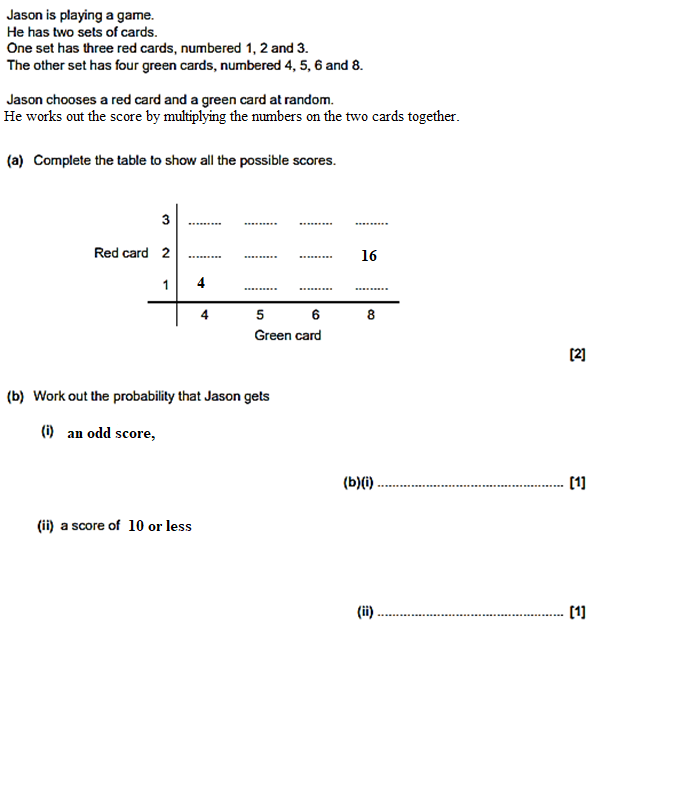 Jason is playing a game.
He has two sets of cards.
One set has three red cards, numbered 1, 2 and 3.
The other set has four green cards, numbered 4, 5, 6 and 8.
Jason chooses a red card and a green card at random.
He works out the score by multiplying the numbers on the two cards together.
(a) Complete the table to show all the possible scores.
3 ......... ......... ......... .........
Red card 2 ......... ......... ......... 16
1 4 ......... ......... .........
4 5 6 8
Green card
[2]
(b) Work out the probability that Jason gets
(i) an odd score,
(b)(i) ...................................................... [1]
(ii) a score of 10 or less
(ii) ...................................................... [1]